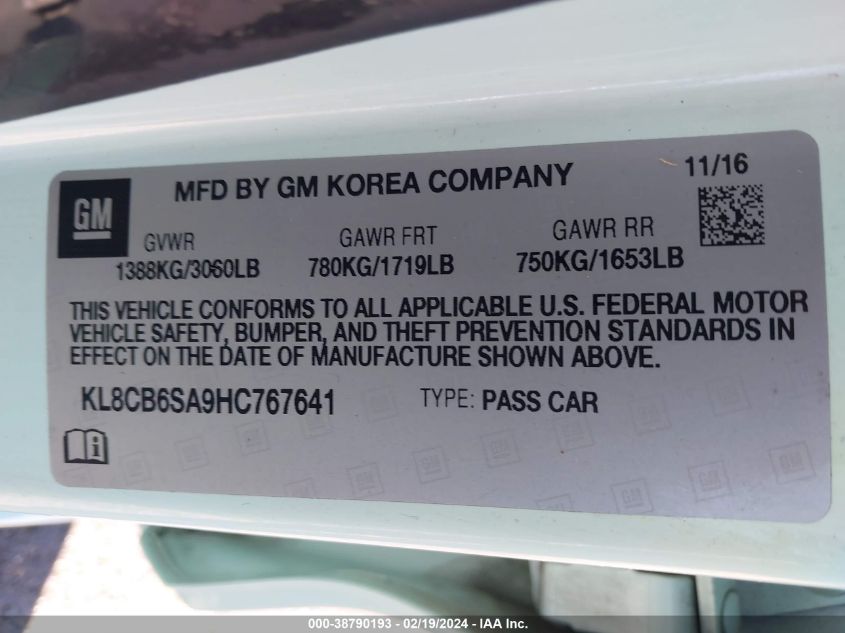 GM
MFD BY GM KOREA COMPANY
11/16
GVWR
1388KG/3060LB
GAWR FRT
780KG/1719LB
GAWR RR
750KG/1653LB
THIS VEHICLE CONFORMS TO ALL APPLICABLE U.S. FEDERAL MOTOR
VEHICLE SAFETY, BUMPER, AND THEFT PREVENTION STANDARDS IN
EFFECT ON THE DATE OF MANUFACTURE SHOWN ABOVE.
KL8CB6SA9HC767641
TYPE: PASS CAR
000-38790193 - 02/19/2024 - IAA Inc.